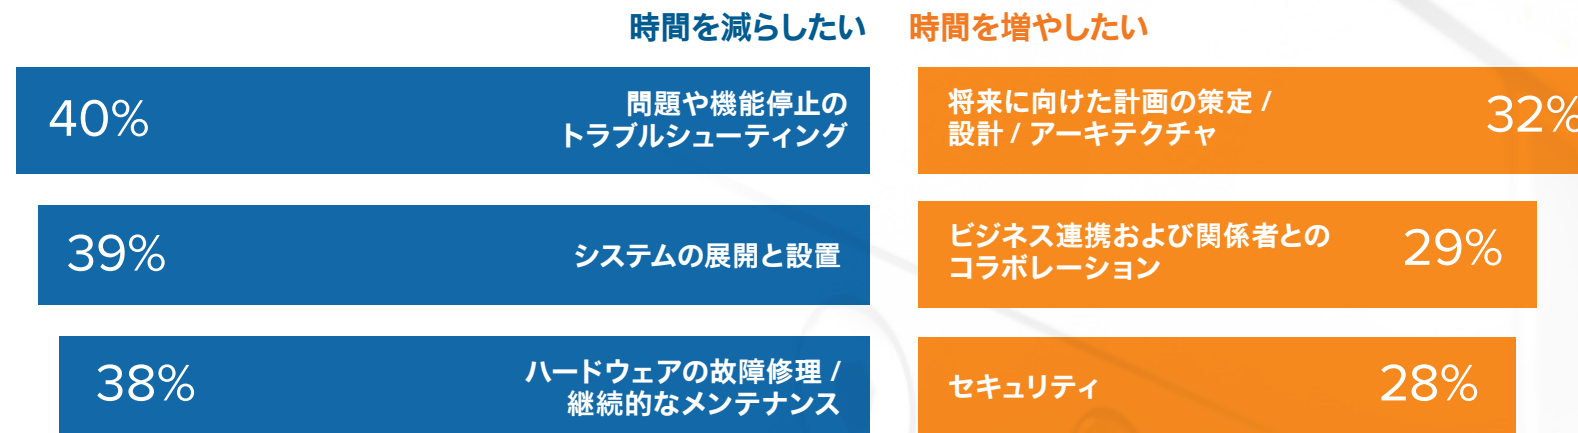 時間を減らしたい
時間を増やしたい
40%
問題や機能停止の
トラブルシューティング
将来に向けた計画の策定 /
設計 / アーキテクチャ
32%
39%
システムの展開と設置
ビジネス連携および関係者との
コラボレーション
29%
38%
ハードウェアの故障修理 /
継続的なメンテナンス
セキュリティ
28%